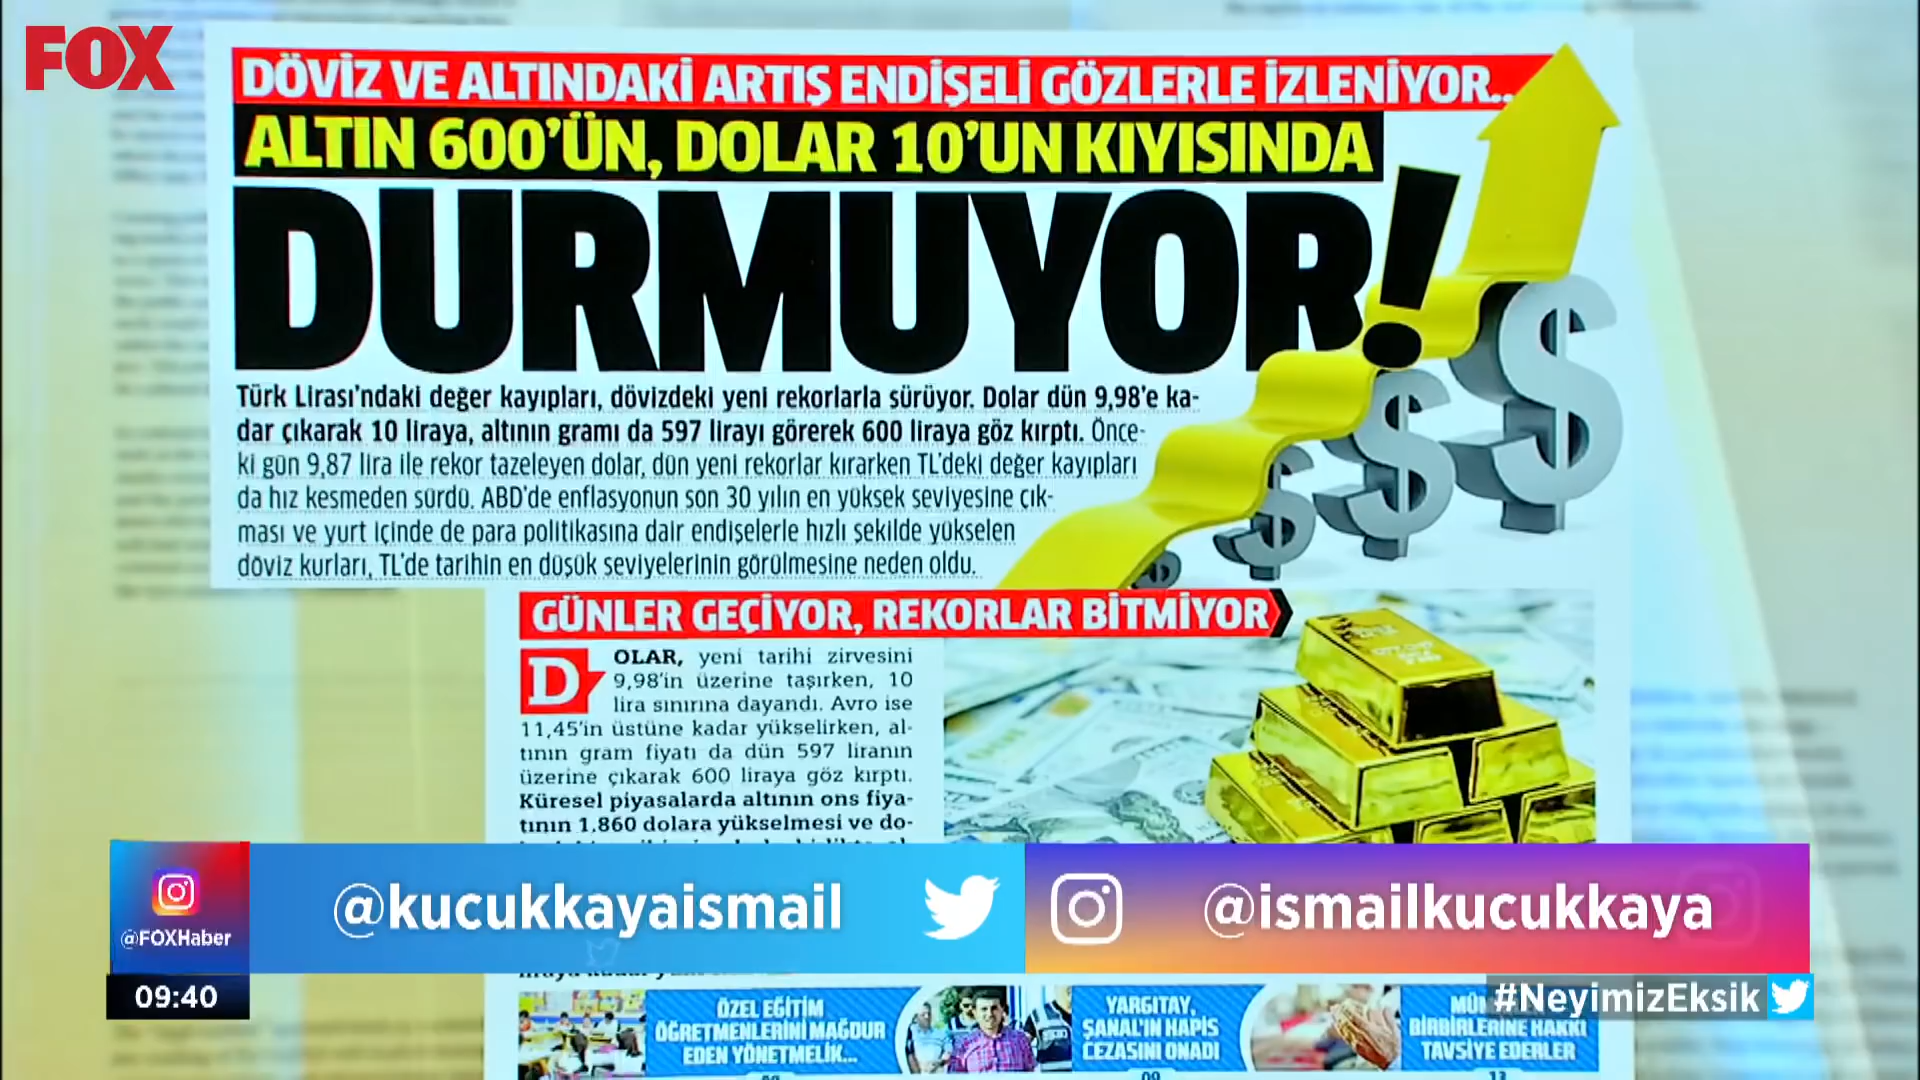 FOX
DÖVİZ VE ALTINDAKİ ARTIŞ ENDİŞELİ GÖZLERLE İZLENİYOR..
ALTIN 600'ÜN, DOLAR 10'UN KIYISINDA
DURMUYOR!
Türk Lirası'ndaki değer kayıpları, dövizdeki yeni rekorlarla sürüyor. Dolar dün 9,98'e ka-
dar çıkarak 10 liraya, altının gramı da 597 lirayı görerek 600 liraya göz kırptı. Önce-
ki gün 9,87 lira ile rekor tazeleyen dolar, dün yeni rekorlar kırarken TL'deki değer kayıpları
da hız kesmeden sürdü. ABD'de enflasyonun son 30 yılın en yüksek seviyesine çık-
ması ve yurt içinde de para politikasına dair endişelerle hızlı şekilde yükselen
döviz kurları, TL'de tarihin en düşük seviyelerinin görülmesine neden oldu.
GÜNLER GEÇİYOR, REKORLAR BİTMİYOR
DOLAR, yeni tarihi zirvesini
9,98'in üzerine taşırken, 10
lira sınırına dayandı. Avro ise
11,45'in üstüne kadar yükselirken, al-
tının gram fiyatı da dün 597 liranın
üzerine çıkarak 600 liraya göz kırptı.
Küresel piyasalarda altının ons fiya-
tının 1.860 dolara yükselmesi ve do-
@FOXHaber
@kucukkayaismail
@ismailkucukkaya
09:40
#NeyimizEksik
ÖZEL EĞİTİM
ÖĞRETMENLERİNİ MAĞDUR
EDEN YÖNETMELİK...
YARGITAY,
ŞANAL'IN HAPİS
CEZASINI ONADI
09
BİRBİRLERİNE HAKKI
TAVSİYE EDERLER
13